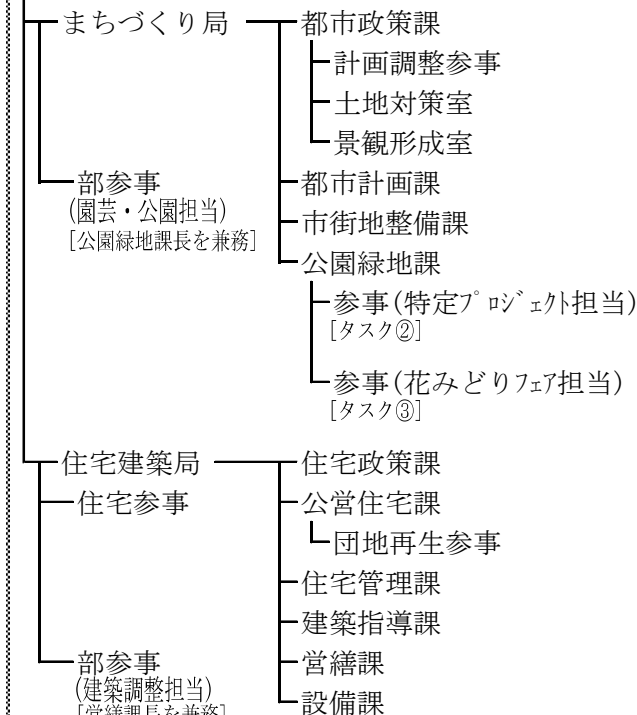 まちづくり局
都市政策課
計画調整参事
土地対策室
景観形成室
部参事
(園芸・公園担当)
[公園緑地課長を兼務]
都市計画課
市街地整備課
公園緑地課
参事(特定プロジェクト担当)
[タスク②]
参事(花みどりフェア担当)
[タスク③]
住宅建築局
住宅政策課
住宅参事
公営住宅課
団地再生参事
住宅管理課
建築指導課
部参事
(建築調整担当)
[営繕課長を兼務]
営繕課
設備課